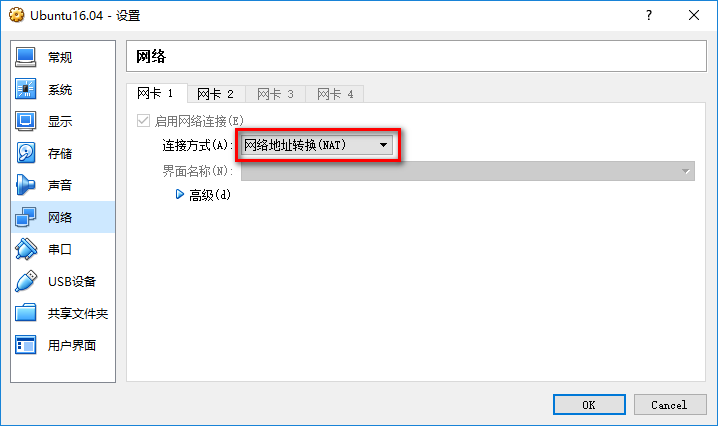 Ubuntu16.04 - 设置
?
常规
系统
显示
存储
声音
网络
串口
USB设备
共享文件夹
用户界面
网络
网卡 1 网卡 2 网卡 3 网卡 4
启用网络连接(E)
连接方式(A): 网络地址转换(NAT)
界面名称(N):
高级(d)
OK Cancel